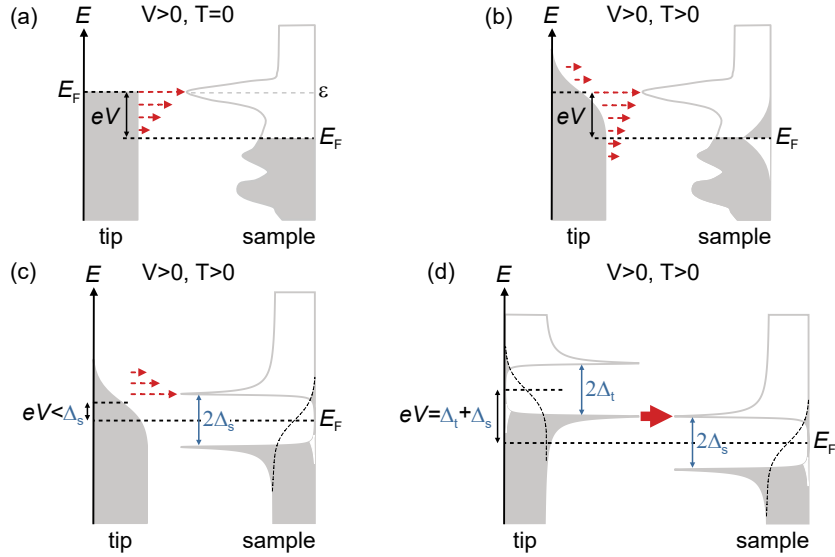 (a) V>0, T=0
E
E_F
eV
ε
E_F
tip sample
(b) V>0, T>0
E
eV
E_F
tip sample
(c) V>0, T>0
E
eV<Δ_s
2Δ_s
E_F
tip sample
(d) V>0, T>0
E
2Δ_t
eV=Δ_t+Δ_s
2Δ_s
E_F
tip sample